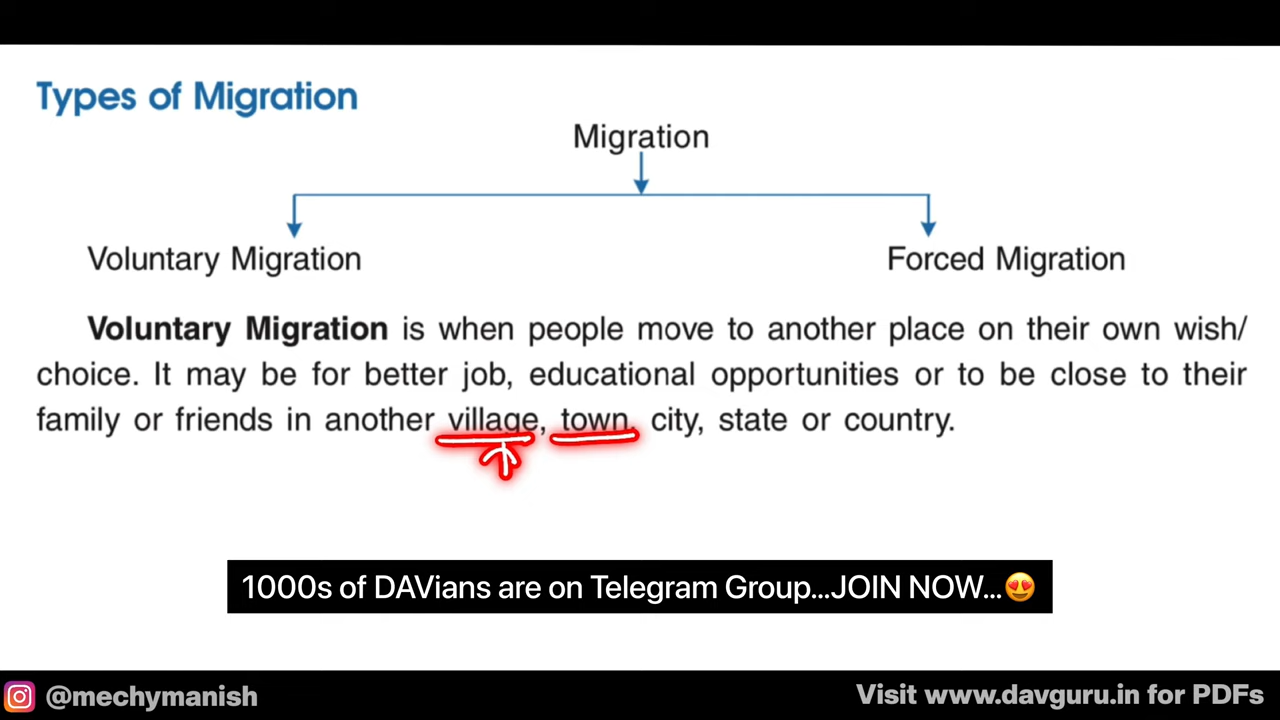 Types of Migration
Migration
Voluntary Migration
Forced Migration
Voluntary Migration is when people move to another place on their own wish/
choice. It may be for better job, educational opportunities or to be close to their
family or friends in another village, town, city, state or country.
1000s of DAVians are on Telegram Group...JOIN NOW...😍
@mechymanish
Visit www.davguru.in for PDFs